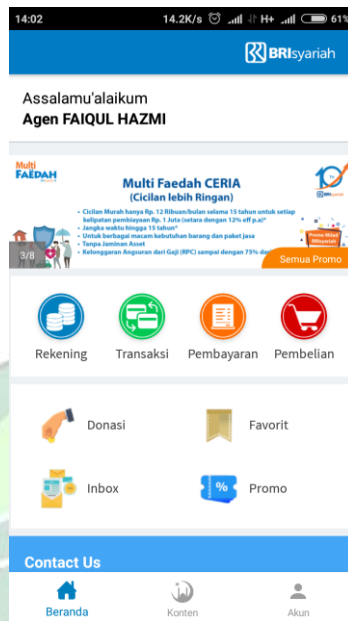 14:02
14.2K/s H+ 61%
BRIsyariah
Assalamu'alaikum
Agen FAIQUL HAZMI
Multi
FAEDAH
Multi Faedah CERIA
(Cicilan lebih Ringan)
• Cicilan Murah hanya Rp. 12 Ribuan/bulan selama 15 tahun untuk setiap
kelipatan pembiayaan Rp. 1 Juta (setara dengan 12% eff p.a)*
• Jangka waktu hingga 15 tahun*
• Untuk berbagai macam kebutuhan barang dan paket jasa
• Tanpa Jaminan Asset
• Kelonggaran Angsuran dari Gaji (RPC) sampai dengan 75% dari
Promo Milad
BRIsyariah
3/8
Semua Promo
Rekening
Transaksi
Pembayaran
Pembelian
Donasi
Favorit
Inbox
%
Promo
Contact Us
Beranda
Konten
Akun